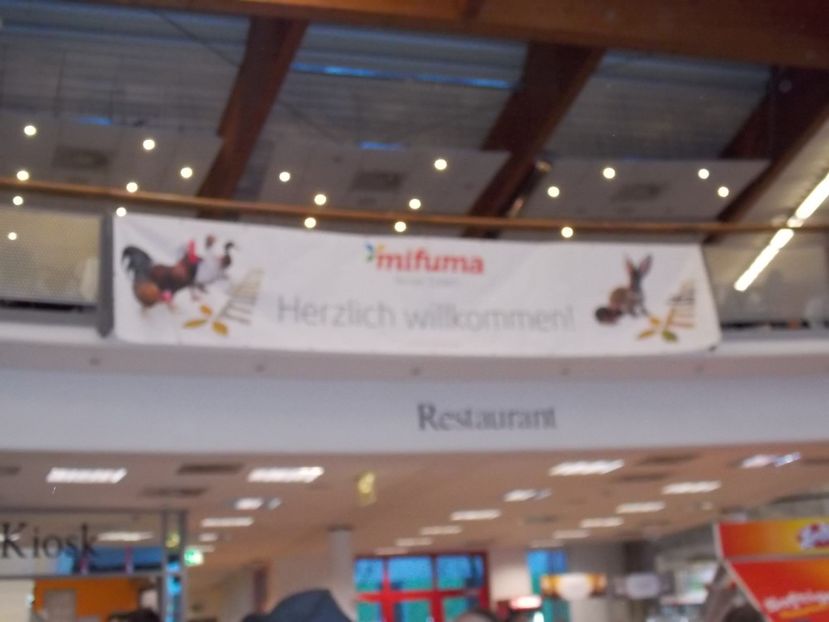 mifuma
Herzlich willkommen!
Restaurant
Kiosk